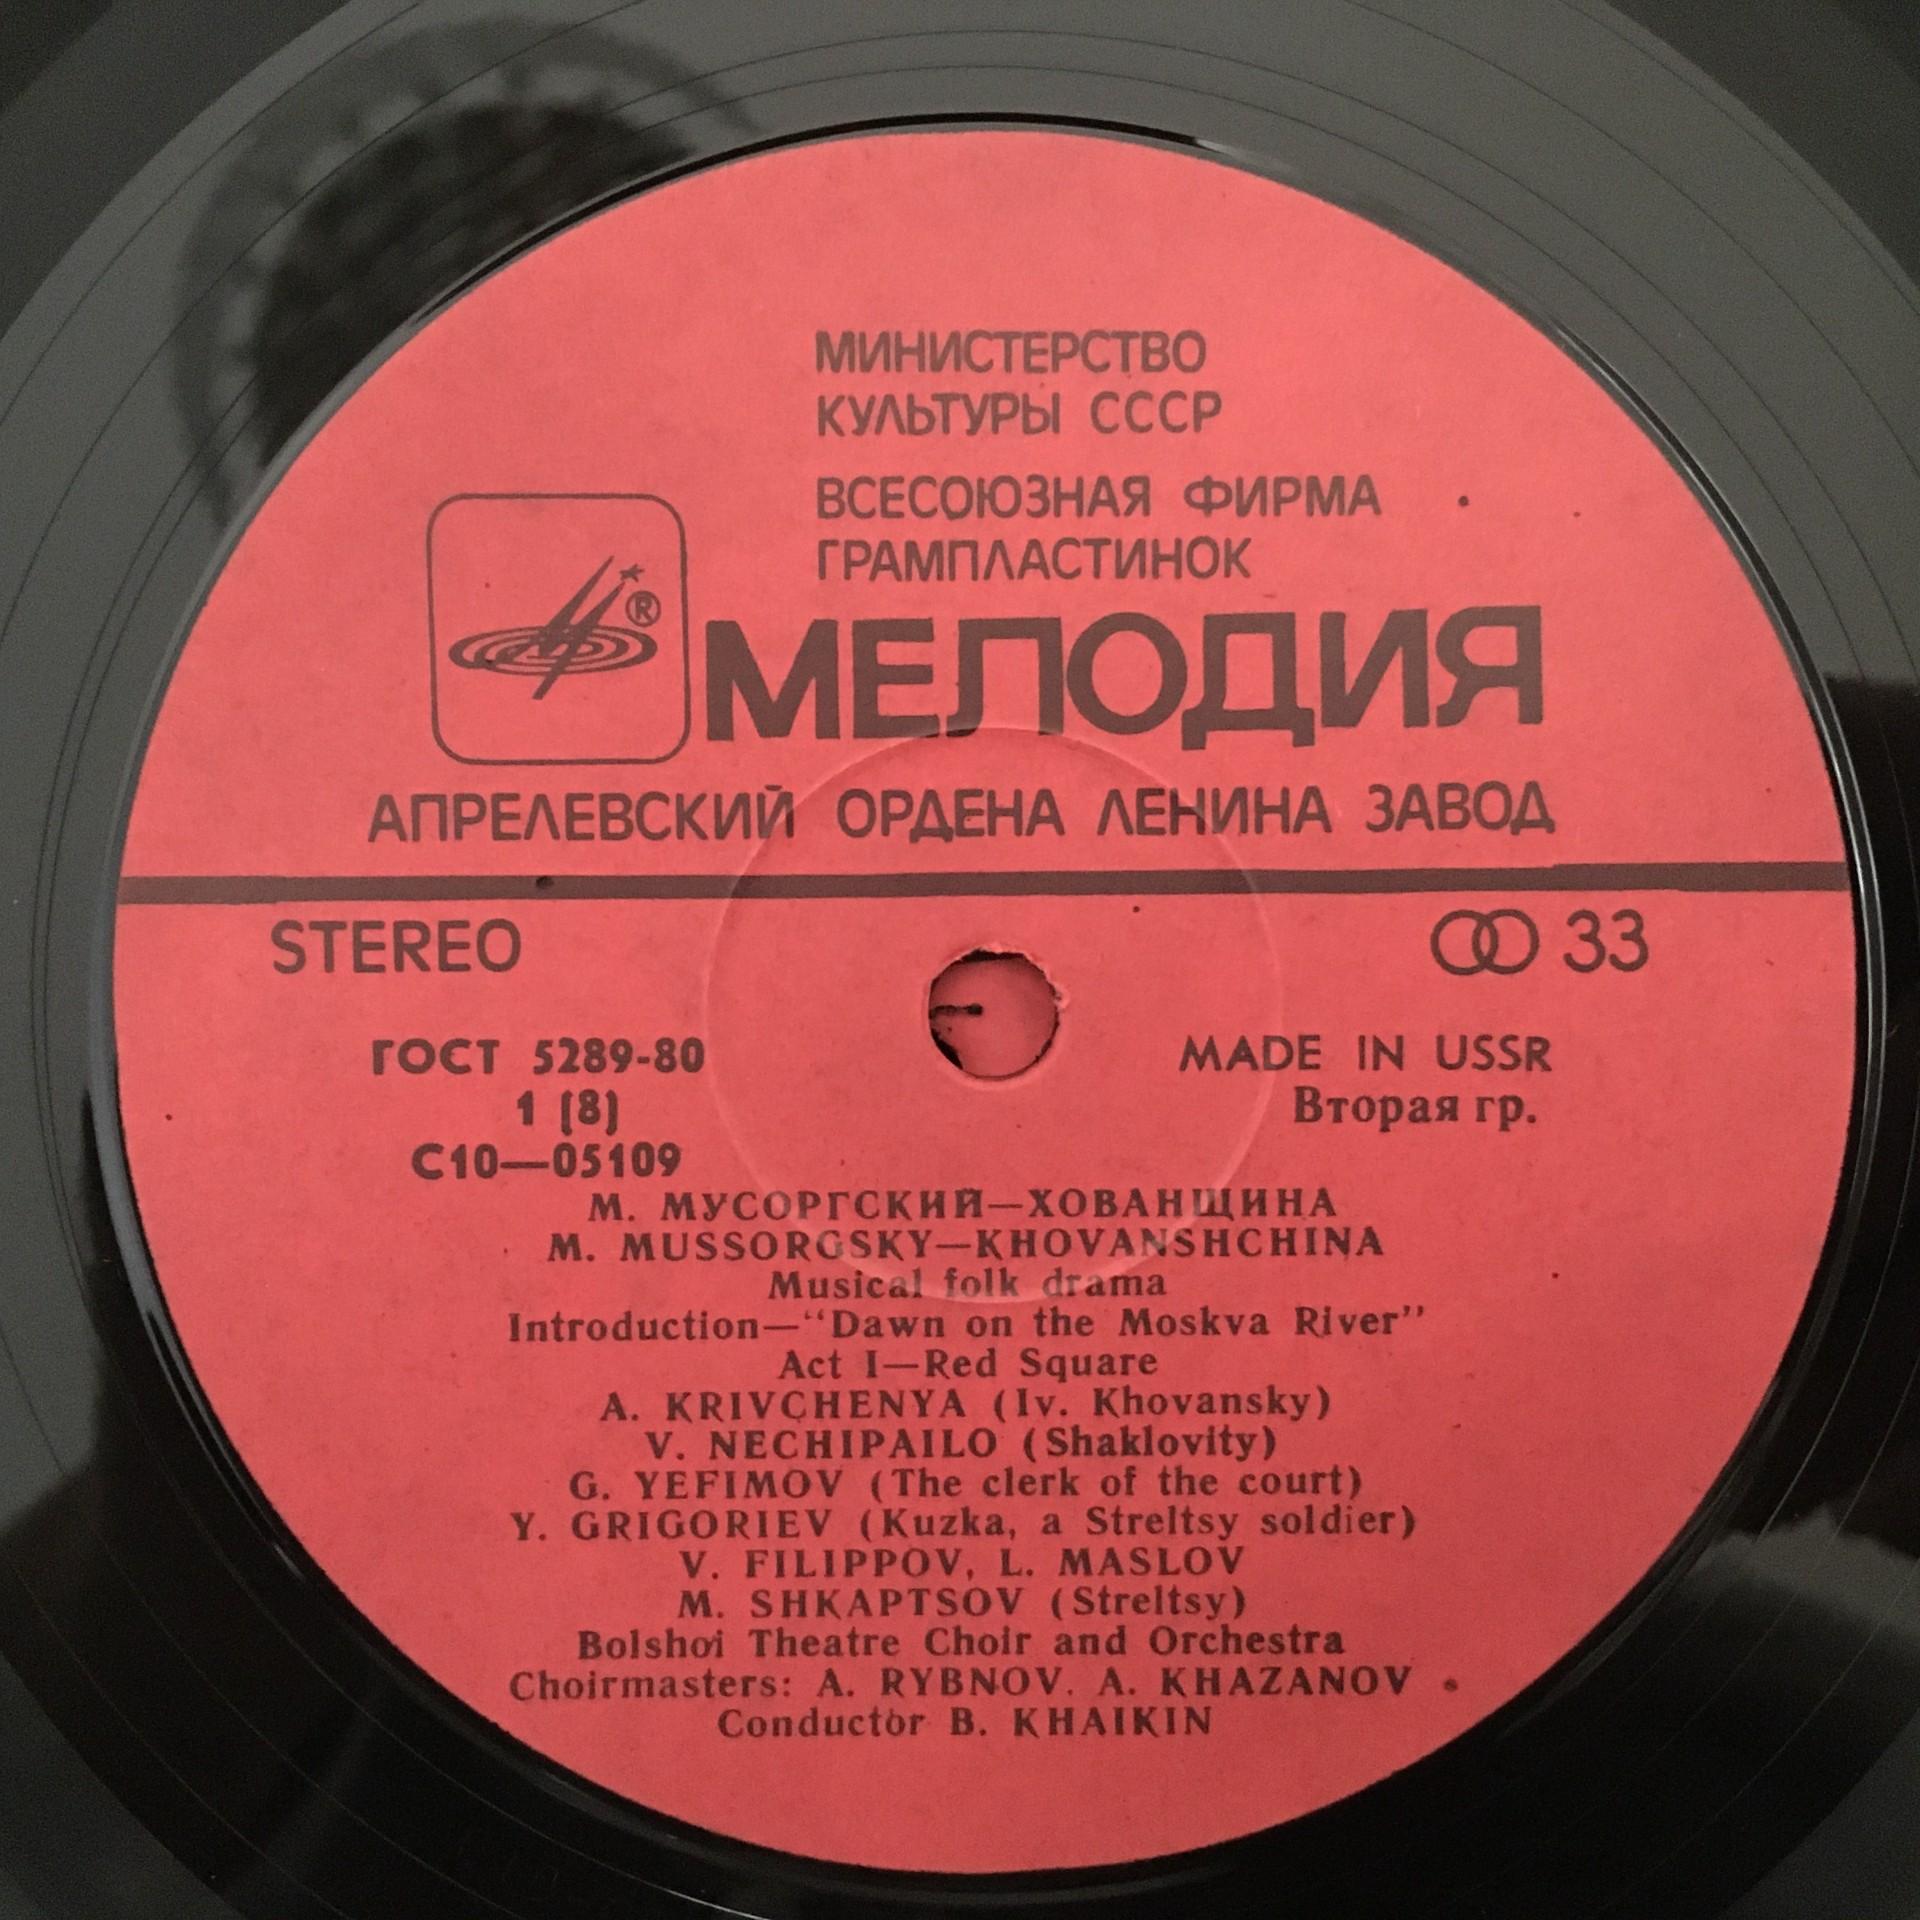 МИНИСТЕРСТВО
КУЛЬТУРЫ СССР
ВСЕСОЮЗНАЯ ФИРМА
ГРАМПЛАСТИНОК
®
МЕЛОДИЯ
АПРЕЛЕВСКИЙ ОРДЕНА ЛЕНИНА ЗАВОД
STEREO
33
ГОСТ 5289-80
MADE IN USSR
1 (8)
Вторая гр.
С10—05109
М. МУСОРГСКИЙ—ХОВАНЩИНА
M. MUSSORGSKY—KHOVANSHCHINA
Musical folk drama
Introduction—“Dawn on the Moskva River”
Act I—Red Square
A. KRIVCHENYA (Iv. Khovansky)
V. NECHIPAILO (Shaklovity)
G. YEFIMOV (The clerk of the court)
Y. GRIGORIEV (Kuzka, a Streltsy soldier)
V. FILIPPOV, L. MASLOV
M. SHKAPTSOV (Streltsy)
Bolshoi Theatre Choir and Orchestra
Choirmasters: A. RYBNOV. A. KHAZANOV
Conductor B. KHAIKIN